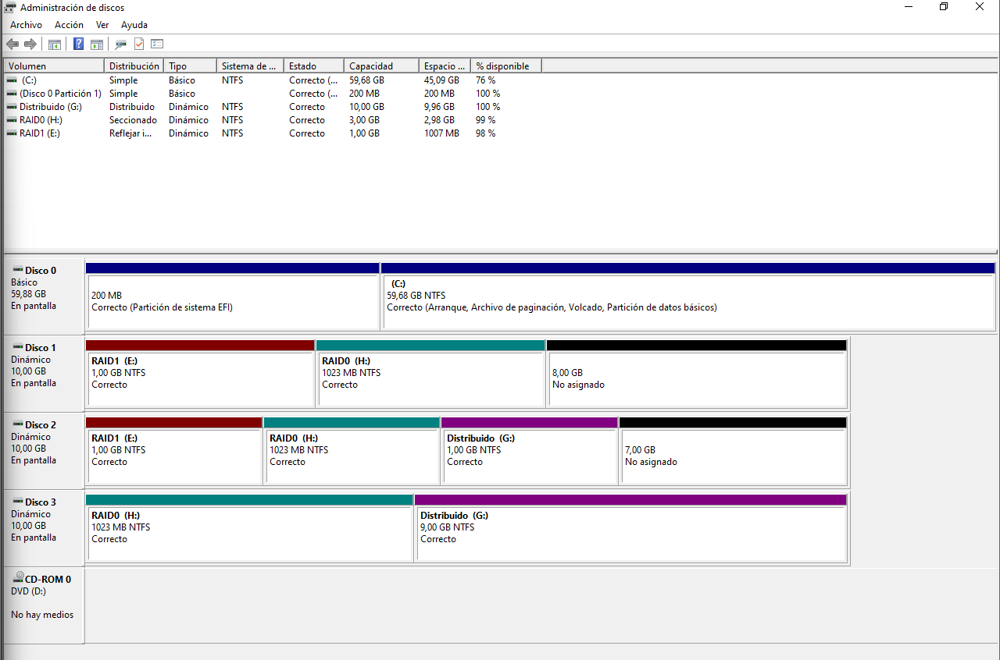 Administración de discos
Archivo Acción Ver Ayuda
Volumen Distribución Tipo Sistema de ... Estado Capacidad Espacio ... % disponible
(C:) Simple Básico NTFS Correcto (... 59,68 GB 45,09 GB 76 %
(Disco 0 Partición 1) Simple Básico Correcto (... 200 MB 200 MB 100 %
Distribuido (G:) Distribuido Dinámico NTFS Correcto 10,00 GB 9,96 GB 100 %
RAID0 (H:) Seccionado Dinámico NTFS Correcto 3,00 GB 2,98 GB 99 %
RAID1 (E:) Reflejar i... Dinámico NTFS Correcto 1,00 GB 1007 MB 98 %
Disco 0
Básico
59,88 GB
En pantalla
200 MB
Correcto (Partición de sistema EFI)
(C:)
59,68 GB NTFS
Correcto (Arranque, Archivo de paginación, Volcado, Partición de datos básicos)
Disco 1
Dinámico
10,00 GB
En pantalla
RAID1 (E:)
1,00 GB NTFS
Correcto
RAID0 (H:)
1023 MB NTFS
Correcto
8,00 GB
No asignado
Disco 2
Dinámico
10,00 GB
En pantalla
RAID1 (E:)
1,00 GB NTFS
Correcto
RAID0 (H:)
1023 MB NTFS
Correcto
Distribuido (G:)
1,00 GB NTFS
Correcto
7,00 GB
No asignado
Disco 3
Dinámico
10,00 GB
En pantalla
RAID0 (H:)
1023 MB NTFS
Correcto
Distribuido (G:)
9,00 GB NTFS
Correcto
CD-ROM 0
DVD (D:)
No hay medios